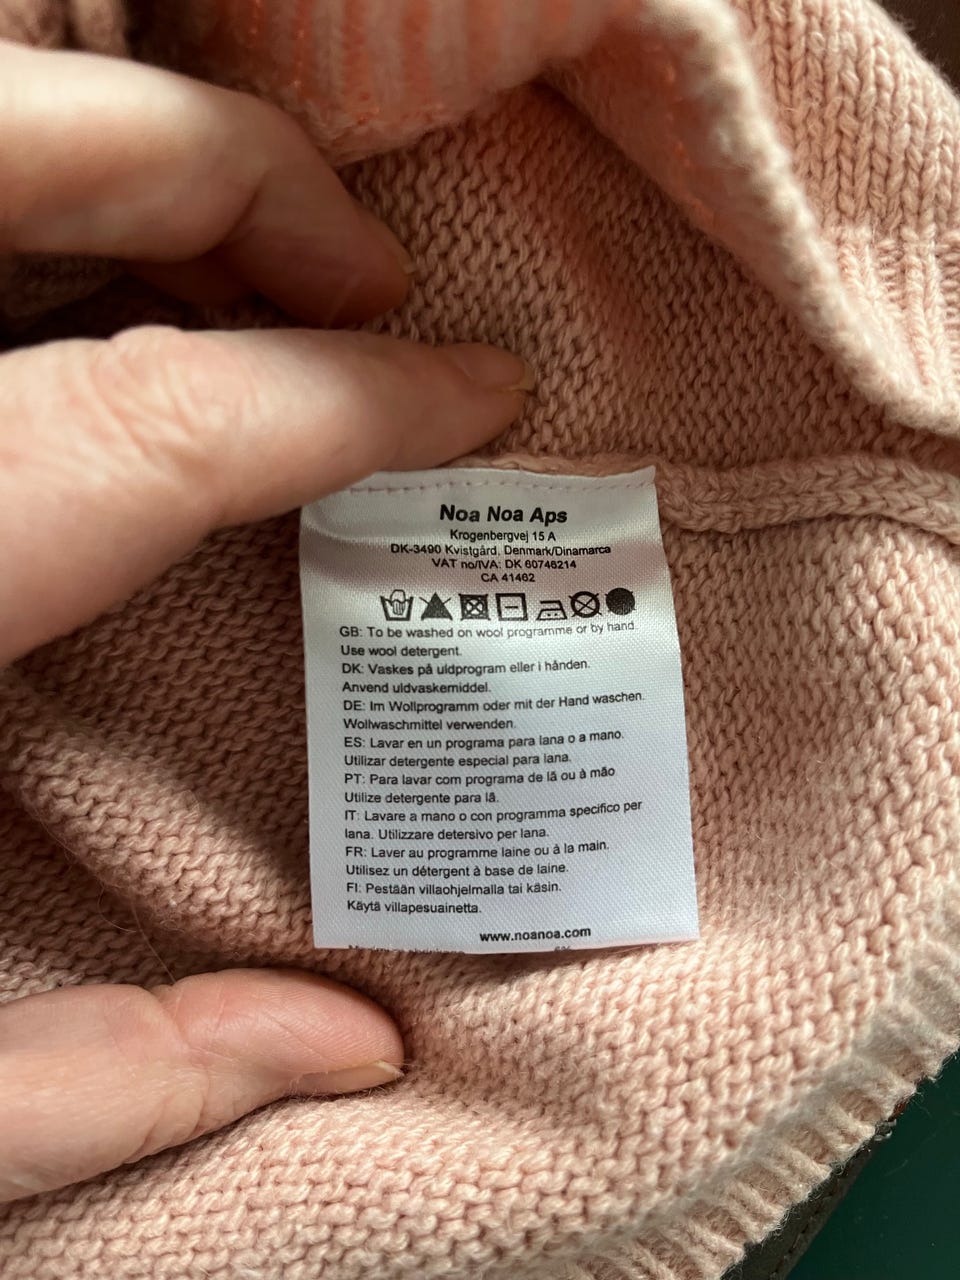 Noa Noa Aps
Krogenbergvej 15 A
DK-3490 Kvistgård, Denmark/Dinamarca
VAT no/IVA: DK 60746214
CA 41462
GB: To be washed on wool programme or by hand.
Use wool detergent.
DK: Vaskes på uldprogram eller i hånden.
Anvend uldvaskemiddel.
DE: Im Wollprogramm oder mit der Hand waschen.
Wollwaschmittel verwenden.
ES: Lavar en un programa para lana o a mano.
Utilizar detergente especial para lana.
PT: Para lavar com programa de lã ou à mão
Utilize detergente para lã.
IT: Lavare a mano o con programma specifico per
lana. Utilizzare detersivo per lana.
FR: Laver au programme laine ou à la main.
Utilisez un détergent à base de laine.
FI: Pestään villaohjelmalla tai käsin.
Käytä villapesuainetta.
www.noanoa.com